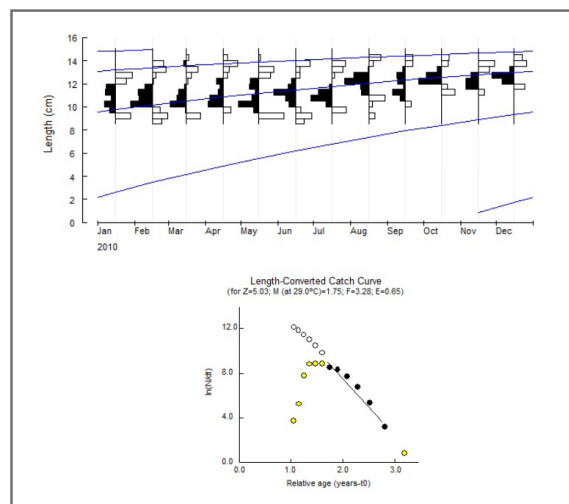 16
14
12
10
8
6
4
2
0
Length (cm)
Jan Feb Mar Apr May Jun Jul Aug Sep Oct Nov Dec
2010
Length-Converted Catch Curve
(for Z=5.03; M (at 29.0ºC)=1.75; F=3.28; E=0.65)
12.0
8.0
4.0
0.0
ln(N/dt)
0.0 1.0 2.0 3.0
Relative age (years-t0)